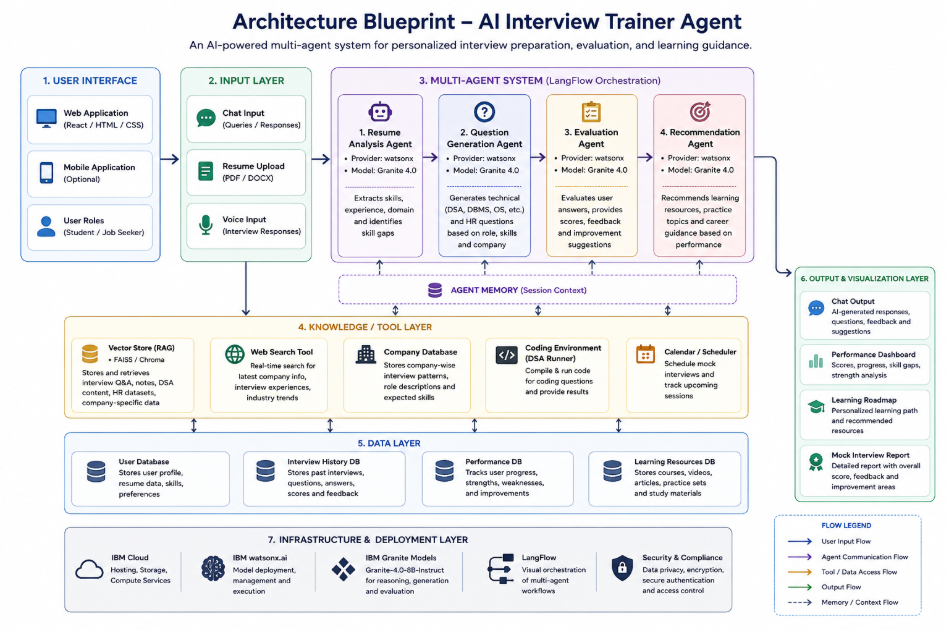 Architecture Blueprint – AI Interview Trainer Agent
An AI-powered multi-agent system for personalized interview preparation, evaluation, and learning guidance.
1. USER INTERFACE
Web Application
(React / HTML / CSS)
Mobile Application
(Optional)
User Roles
(Student / Job Seeker)
2. INPUT LAYER
Chat Input
(Queries / Responses)
Resume Upload
(PDF / DOCX)
Voice Input
(Interview Responses)
3. MULTI-AGENT SYSTEM (LangFlow Orchestration)
1. Resume
Analysis Agent
• Provider: watsonx
• Model: Granite 4.0
Extracts skills,
experience, domain
and identifies
skill gaps
2. Question
Generation Agent
• Provider: watsonx
• Model: Granite 4.0
Generates technical
(DSA, DBMS, OS, etc.)
and HR questions
based on role, skills
and company
3. Evaluation
Agent
• Provider: watsonx
• Model: Granite 4.0
Evaluates user
answers, provides
scores, feedback
and improvement
suggestions
4. Recommendation
Agent
• Provider: watsonx
• Model: Granite 4.0
Recommends learning
resources, practice
topics and career
guidance based on
performance
AGENT MEMORY (Session Context)
4. KNOWLEDGE / TOOL LAYER
Vector Store (RAG)
• FAISS / Chroma
Stores and retrieves
interview Q&A, notes, DSA
content, HR datasets,
company-specific data
Web Search Tool
Real-time search for
latest company info,
interview experiences,
industry trends
Company Database
Stores company-wise
interview patterns,
role descriptions and
expected skills
Coding Environment
(DSA Runner)
Compile & run code
for coding questions
and provide results
Calendar / Scheduler
Schedule mock
interviews and
track upcoming
sessions
5. DATA LAYER
User Database
Stores user profile,
resume data, skills,
preferences
Interview History DB
Stores past interviews,
questions, answers,
scores and feedback
Performance DB
Tracks user progress,
strengths, weaknesses,
and improvements
Learning Resources DB
Stores courses, videos,
articles, practice sets
and study materials
6. OUTPUT & VISUALIZATION LAYER
Chat Output
AI-generated responses,
questions, feedback and
suggestions
Performance Dashboard
Scores, progress, skill gaps,
strength analysis
Learning Roadmap
Personalized learning path
and recommended
resources
Mock Interview Report
Detailed report with overall
score, feedback and
improvement areas
7. INFRASTRUCTURE & DEPLOYMENT LAYER
IBM Cloud
Hosting, Storage,
Compute Services
IBM watsonx.ai
Model deployment,
management and
execution
IBM Granite Models
Granite-4.0-8B-Instruct
for reasoning, generation
and evaluation
LangFlow
Visual orchestration
of multi-agent
workflows
Security & Compliance
Data privacy, encryption,
secure authentication
and access control
FLOW LEGEND
User Input Flow
Agent Communication Flow
Tool / Data Access Flow
Output Flow
Memory / Context Flow